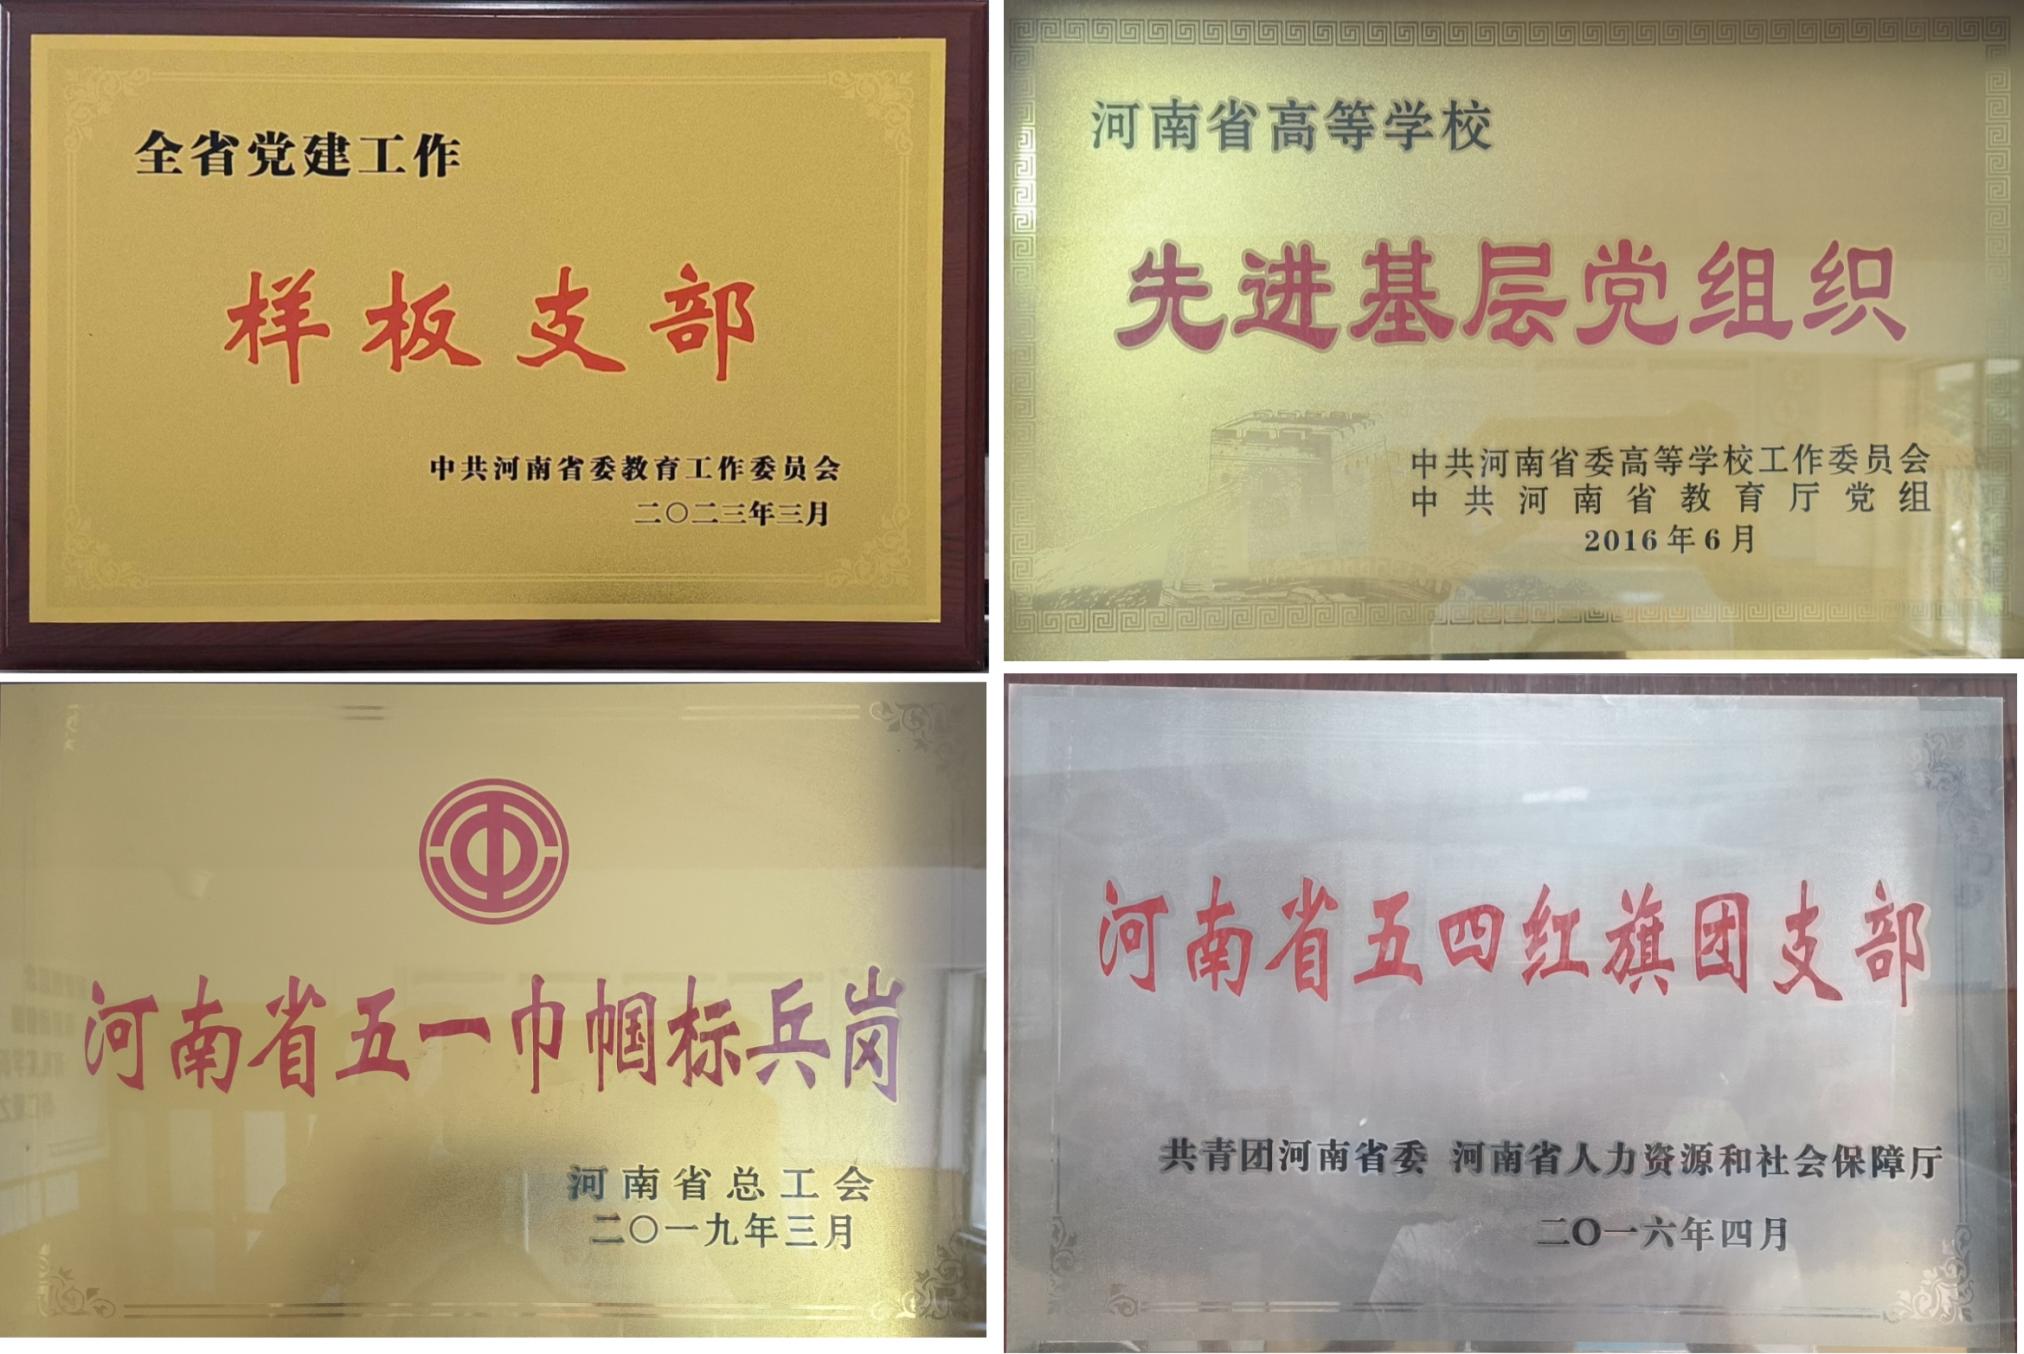 全省党建工作
样板支部
中共河南省委教育工作委员会
二〇二三年三月
河南省高等学校
先进基层党组织
中共河南省委高等学校工作委员会
中共河南省教育厅党组
2016年6月
河南省五一巾帼标兵岗
河南省总工会
二〇一九年三月
河南省五四红旗团支部
共青团河南省委 河南省人力资源和社会保障厅
二〇一六年四月